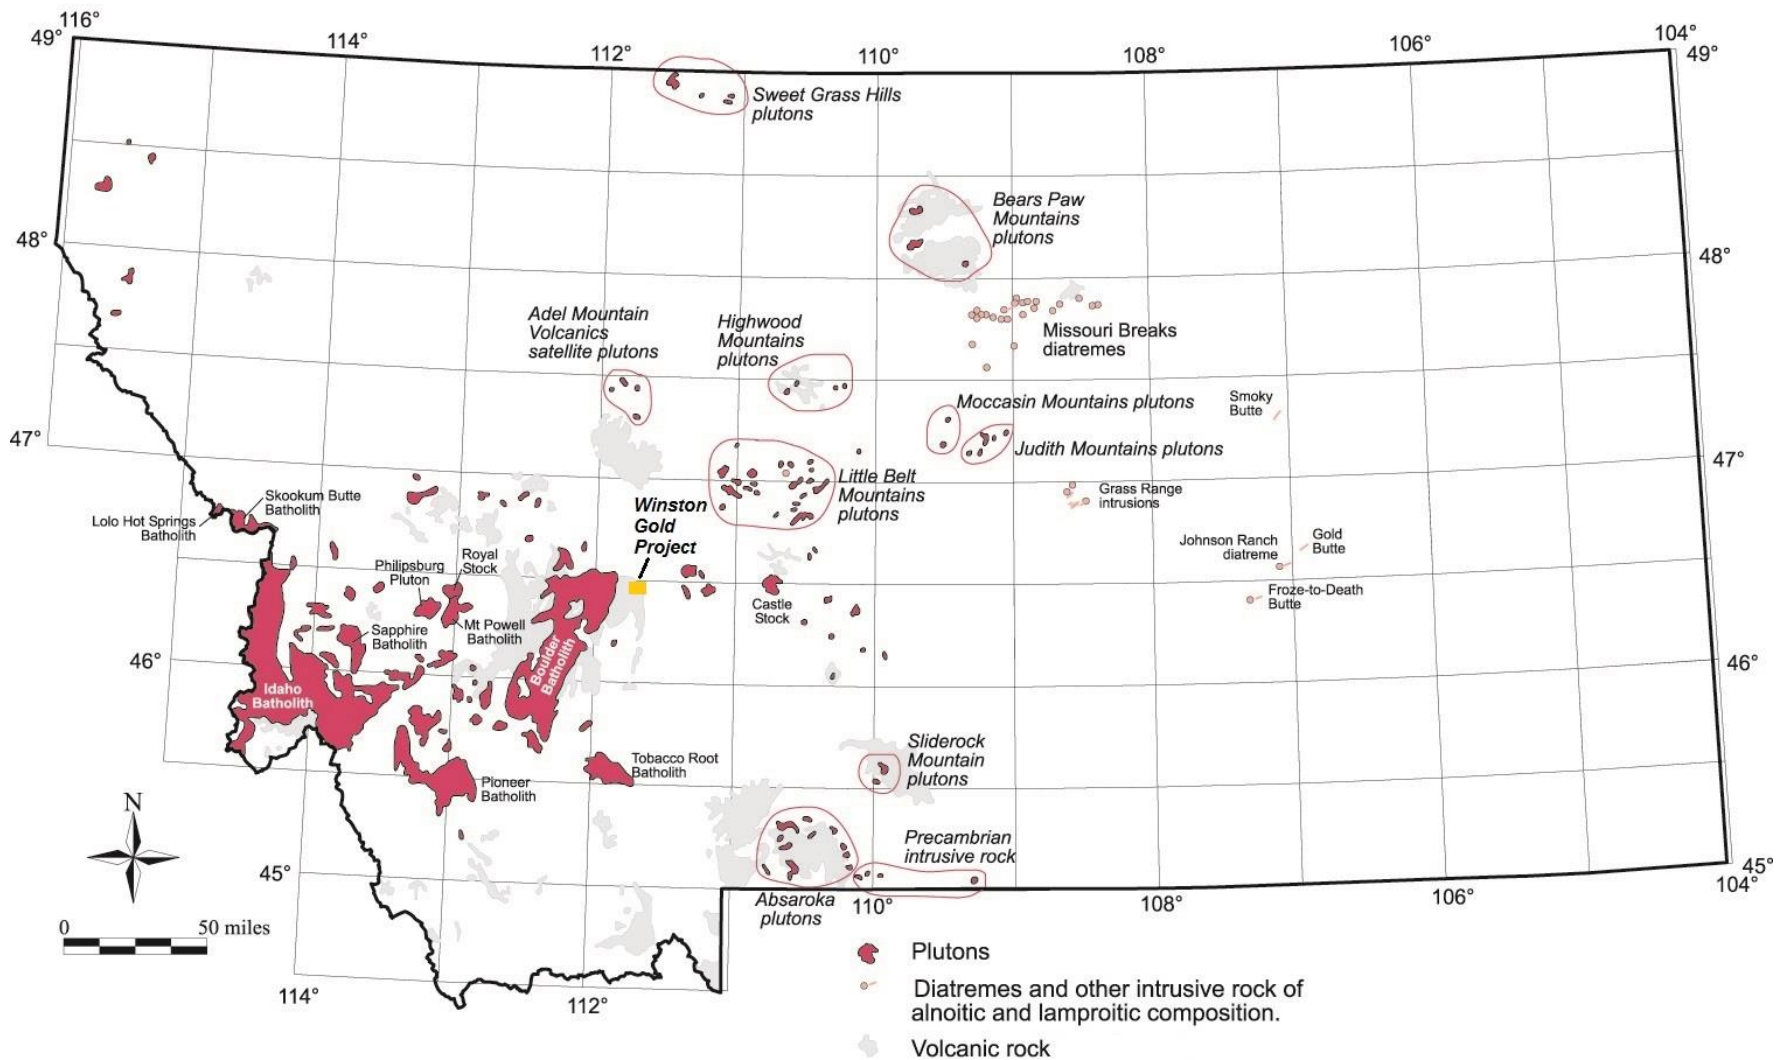 116°
49°
114°
112°
110°
108°
106°
104°
49°
Sweet Grass Hills
plutons
Bears Paw
Mountains
plutons
48°
48°
Adel Mountain
Volcanics
satellite plutons
Highwood
Mountains
plutons
Missouri Breaks
diatremes
Moccasin Mountains plutons
Smoky
Butte
47°
Judith Mountains plutons
47°
Little Belt
Mountains
plutons
Grass Range
intrusions
Winston
Gold
Project
Skookum Butte
Batholith
Lolo Hot Springs
Batholith
Johnson Ranch
diatreme
Gold
Butte
Philipsburg
Pluton
Royal
Stock
Castle
Stock
Froze-to-Death
Butte
Sapphire
Batholith
Mt Powell
Batholith
Boulder
Batholith
46°
46°
Idaho
Batholith
Tobacco Root
Batholith
Sliderock
Mountain
plutons
Pioneer
Batholith
N
Precambrian
intrusive rock
45°
45°
104°
Absaroka
plutons
110°
108°
106°
0
50 miles
114°
112°
Plutons
Diatremes and other intrusive rock of
alnoitic and lamproitic composition.
Volcanic rock